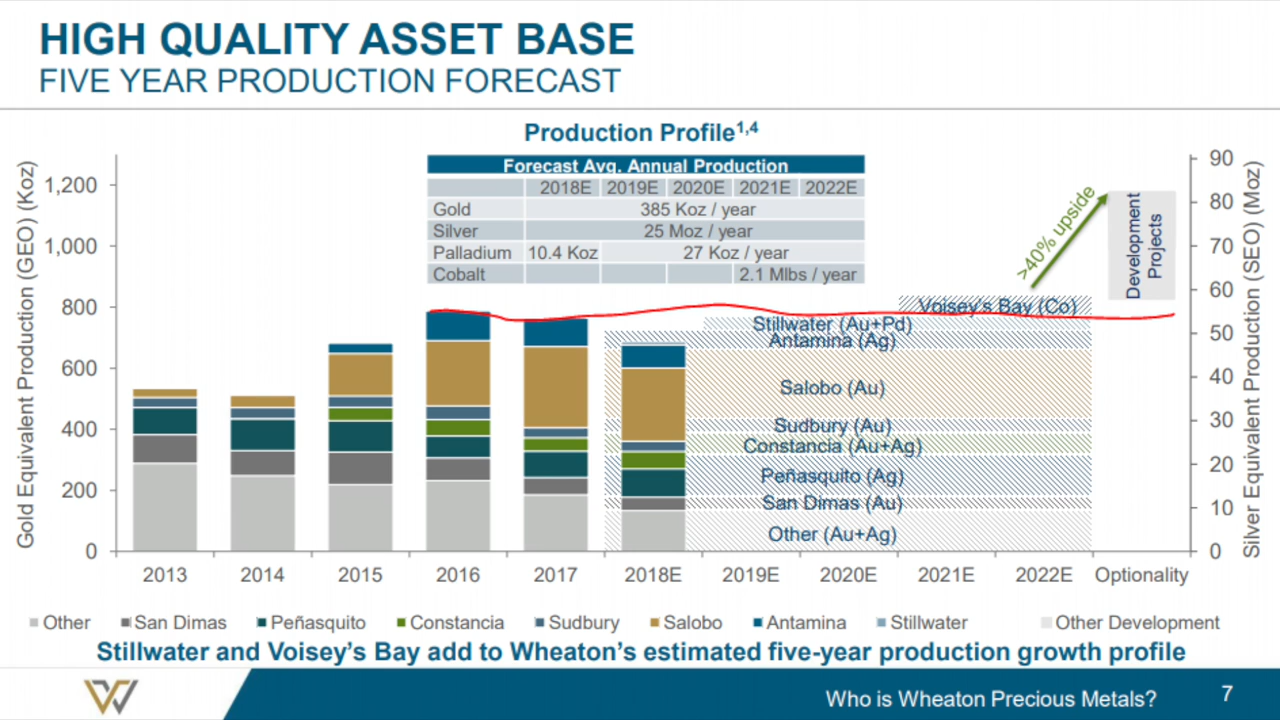 HIGH QUALITY ASSET BASE
FIVE YEAR PRODUCTION FORECAST
Production Profile1,4
Forecast Avg. Annual Production
2018E 2019E 2020E 2021E 2022E
Gold 385 Koz / year
Silver 25 Moz / year
Palladium 10.4 Koz 27 Koz / year
Cobalt 2.1 Mlbs / year
Gold Equivalent Production (GEO) (Koz)
1,200
1,000
800
600
400
200
0
>40% upside
Development
Projects
Voisey's Bay (Co)
Stillwater (Au+Pd)
Antamina (Ag)
Salobo (Au)
Sudbury (Au)
Constancia (Au+Ag)
Peñasquito (Ag)
San Dimas (Au)
Other (Au+Ag)
90
80
70
60
50
40
30
20
10
0
Silver Equivalent Production (SEO) (Moz)
2013 2014 2015 2016 2017 2018E 2019E 2020E 2021E 2022E Optionality
Other San Dimas Peñasquito Constancia Sudbury Salobo Antamina Stillwater Other Development
Stillwater and Voisey's Bay add to Wheaton's estimated five-year production growth profile
Who is Wheaton Precious Metals? 7